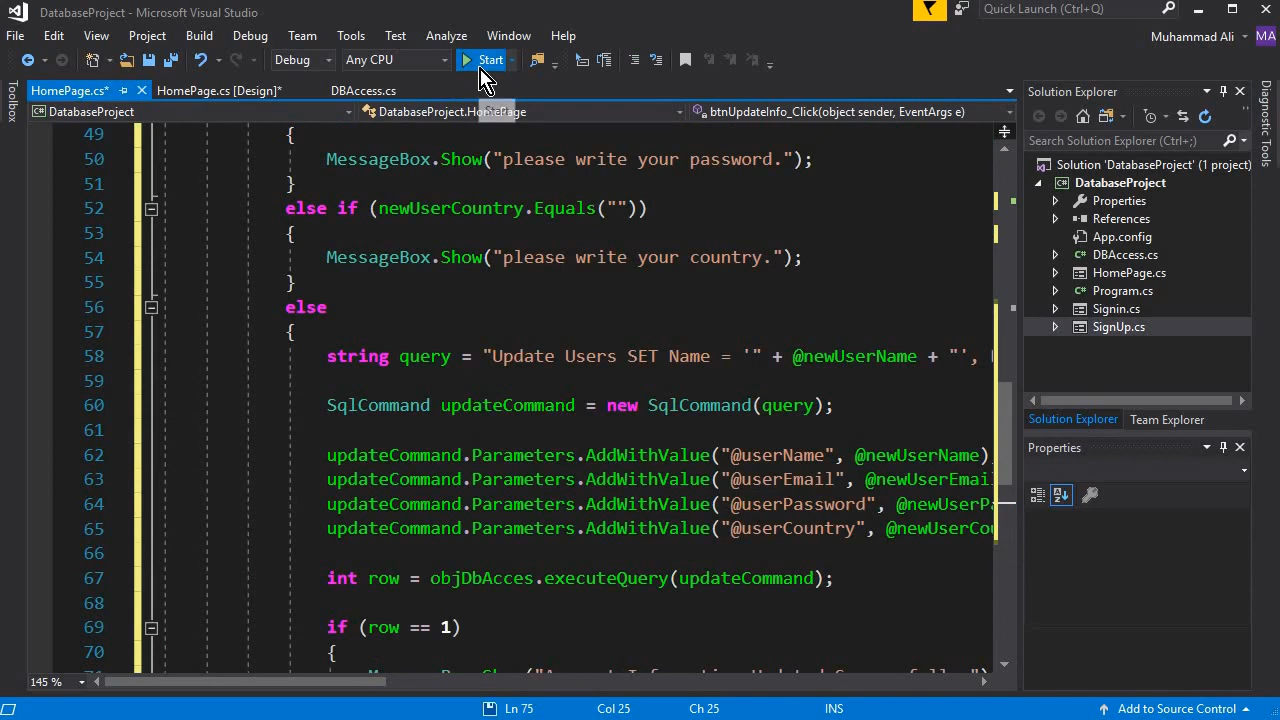 DatabaseProject - Microsoft Visual Studio
Quick Launch (Ctrl+Q)
File Edit View Project Build Debug Team Tools Test Analyze Window Help
Muhammad Ali MA
Debug Any CPU Start
Toolbox
HomePage.cs* HomePage.cs [Design]* DBAccess.cs
DatabaseProject DatabaseProject.HomePage btnUpdateInfo_Click(object sender, EventArgs e)
49 {
50 MessageBox.Show("please write your password.");
51 }
52 else if (newUserCountry.Equals(""))
53 {
54 MessageBox.Show("please write your country.");
55 }
56 else
57 {
58 string query = "Update Users SET Name = '" + @newUserName + "',
59
60 SqlCommand updateCommand = new SqlCommand(query);
61
62 updateCommand.Parameters.AddWithValue("@userName", @newUserName)
63 updateCommand.Parameters.AddWithValue("@userEmail", @newUserEmai
64 updateCommand.Parameters.AddWithValue("@userPassword", @newUserPa
65 updateCommand.Parameters.AddWithValue("@userCountry", @newUserCou
66
67 int row = objDbAcces.executeQuery(updateCommand);
68
69 if (row == 1)
70 {
145 %
Solution Explorer
Search Solution Explorer (Ctrl+;)
Solution 'DatabaseProject' (1 project)
DatabaseProject
Properties
References
App.config
DBAccess.cs
HomePage.cs
Program.cs
Signin.cs
SignUp.cs
Solution Explorer Team Explorer
Properties
Diagnostic Tools
Ln 75 Col 25 Ch 25 INS Add to Source Control